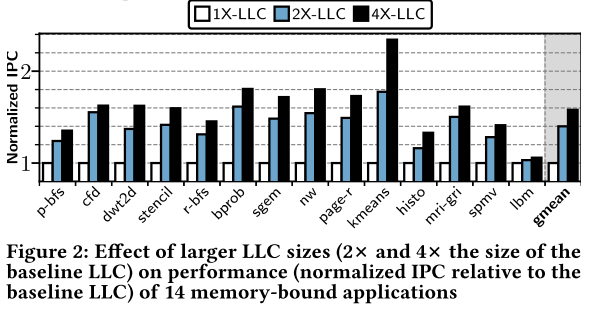 1X-LLC 2X-LLC 4X-LLC
Normalized IPC
2
1
p-bfs cfd dwt2d stencil r-bfs bprob sgem nw page-r kmeans histo mri-gri spmv lbm gmean
Figure 2: Effect of larger LLC sizes (2× and 4× the size of the
baseline LLC) on performance (normalized IPC relative to the
baseline LLC) of 14 memory-bound applications